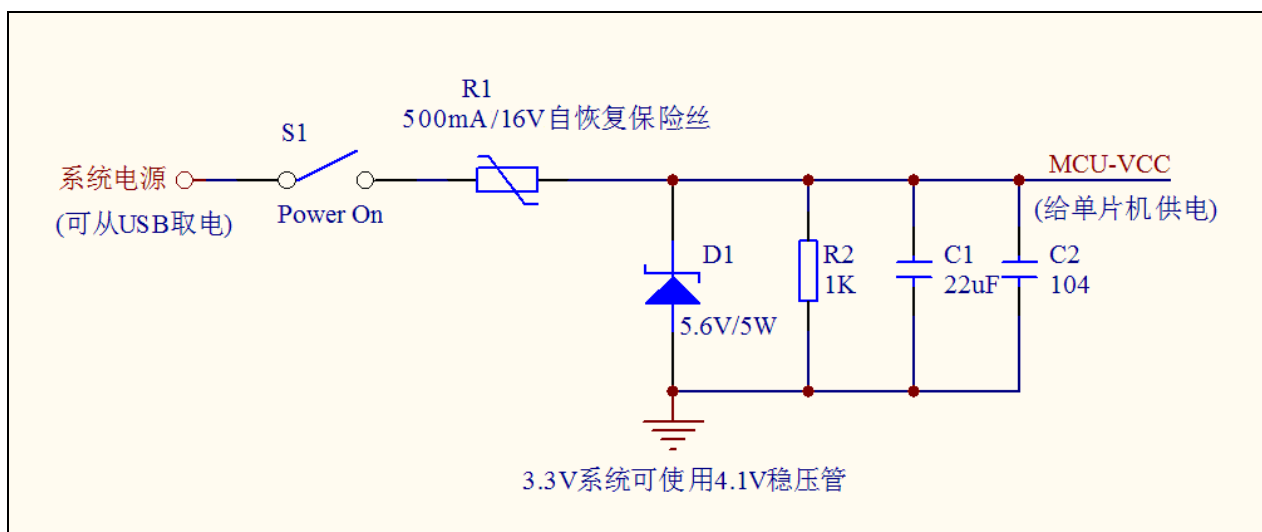 R1
500mA/16V自恢复保险丝
S1
系统电源
MCU-VCC
(可从USB取电)
Power On
(给单片机供电)
D1
R2
C1
C2
1K
22uF
104
5.6V/5W
3.3V系统可使用4.1V稳压管